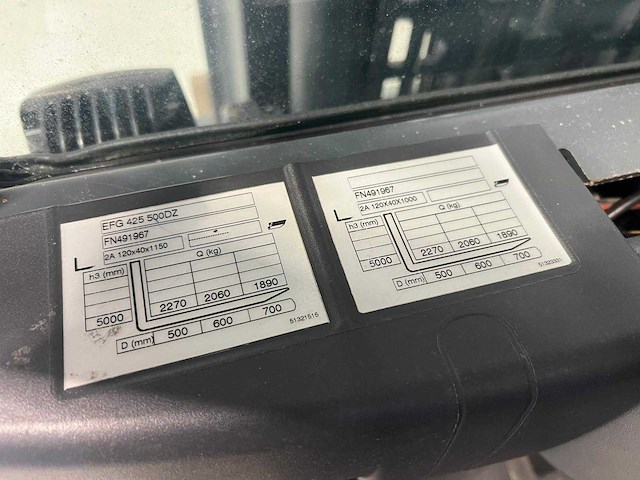 EFG 425 500DZ
FN491967
2A 120x40x1150
L
h3 (mm) Q (kg)
5000 2270 2060 1890
D (mm) 500 600 700
51321515
FN491967
2A 120X40X1000
L
h3 (mm) Q (kg)
5000 2270 2060 1890
D (mm) 500 600 700